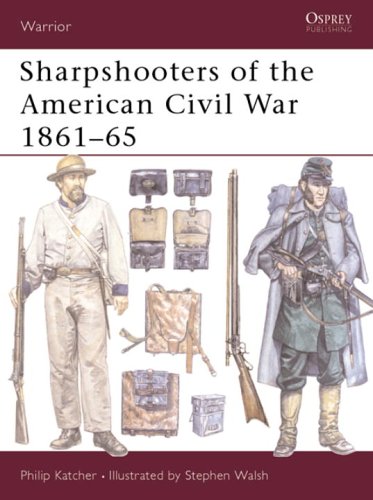 Warrior
OSPREY
PUBLISHING
Sharpshooters of the
American Civil War
1861–65
Philip Katcher • Illustrated by Stephen Walsh